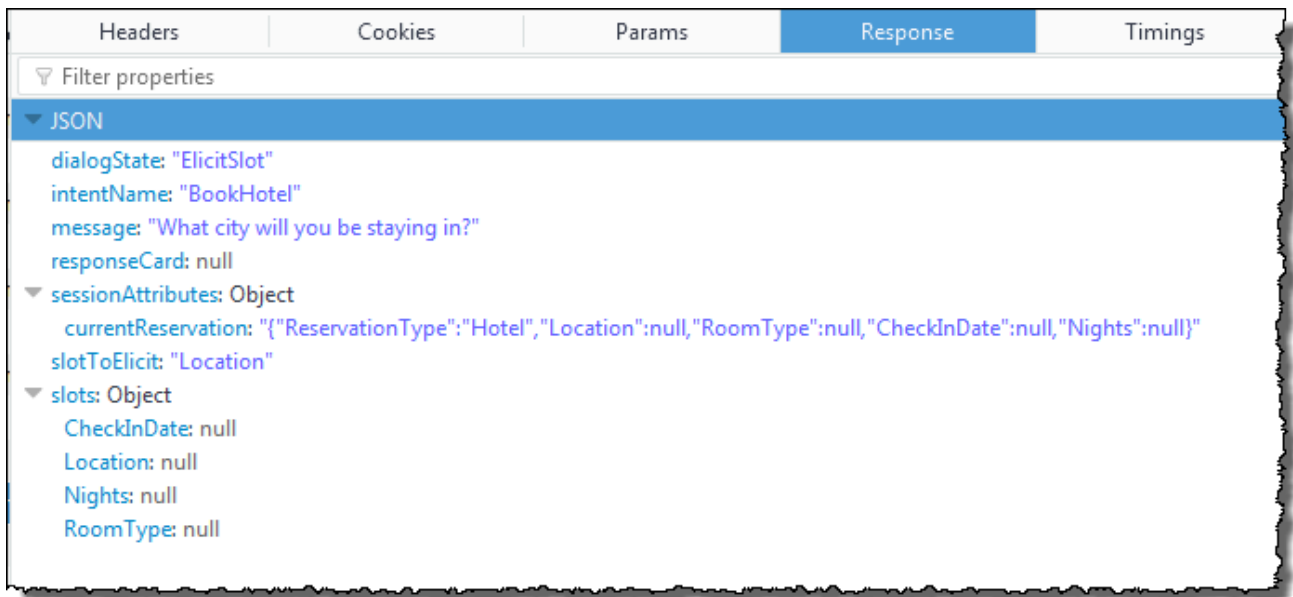 Headers Cookies Params Response Timings
Filter properties
JSON
dialogState: "ElicitSlot"
intentName: "BookHotel"
message: "What city will you be staying in?"
responseCard: null
sessionAttributes: Object
currentReservation: "{"ReservationType":"Hotel","Location":null,"RoomType":null,"CheckInDate":null,"Nights":null}"
slotToElicit: "Location"
slots: Object
CheckInDate: null
Location: null
Nights: null
RoomType: null